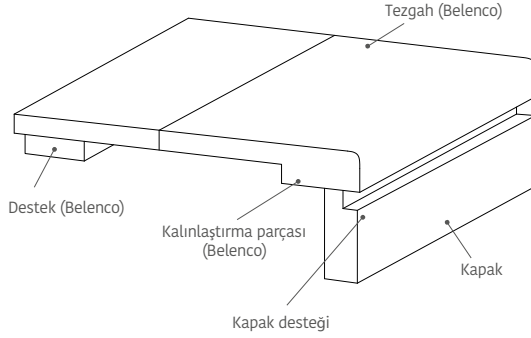 Tezgah (Belenco)
Destek (Belenco)
Kalınlaştırma parçası
(Belenco)
Kapak
Kapak desteği